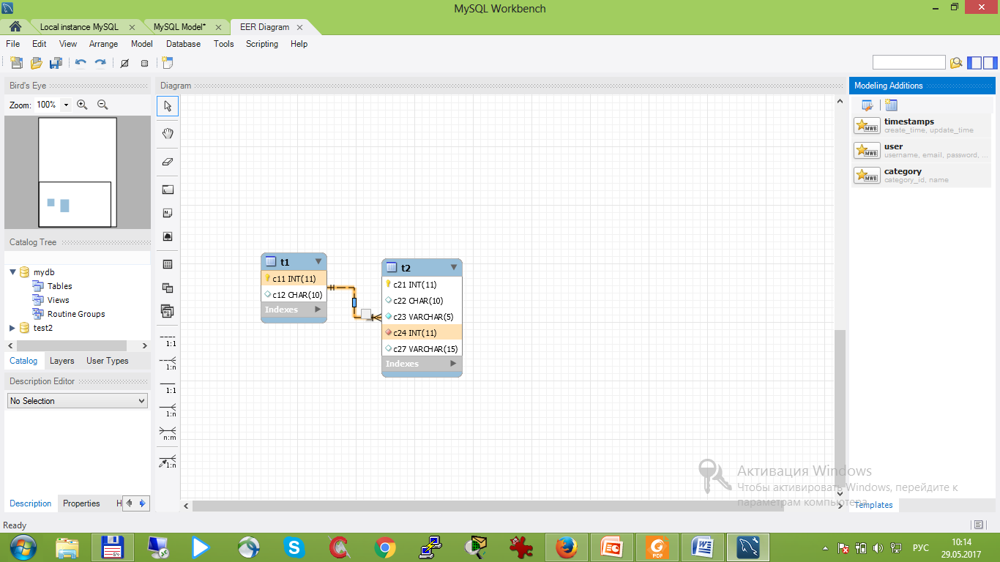 MySQL Workbench
Local instance MySQL
MySQL Model*
EER Diagram
File Edit View Arrange Model Database Tools Scripting Help
Bird's Eye
Zoom: 100%
Catalog Tree
mydb
Tables
Views
Routine Groups
test2
Catalog Layers User Types
Description Editor
No Selection
Description Properties H
Diagram
1:1
1:n
1:1
1:n
n:m
1:n
t1
c11 INT(11)
c12 CHAR(10)
Indexes
t2
c21 INT(11)
c22 CHAR(10)
c23 VARCHAR(5)
c24 INT(11)
c27 VARCHAR(15)
Indexes
Modeling Additions
MWB
timestamps
create_time, update_time
MWB
user
username, email, password, ...
MWB
category
category_id, name
Активация Windows
Чтобы активировать Windows, перейдите к
параметрам компьютера.
Templates
Ready
64
PDF
РУС
10:14
29.05.2017